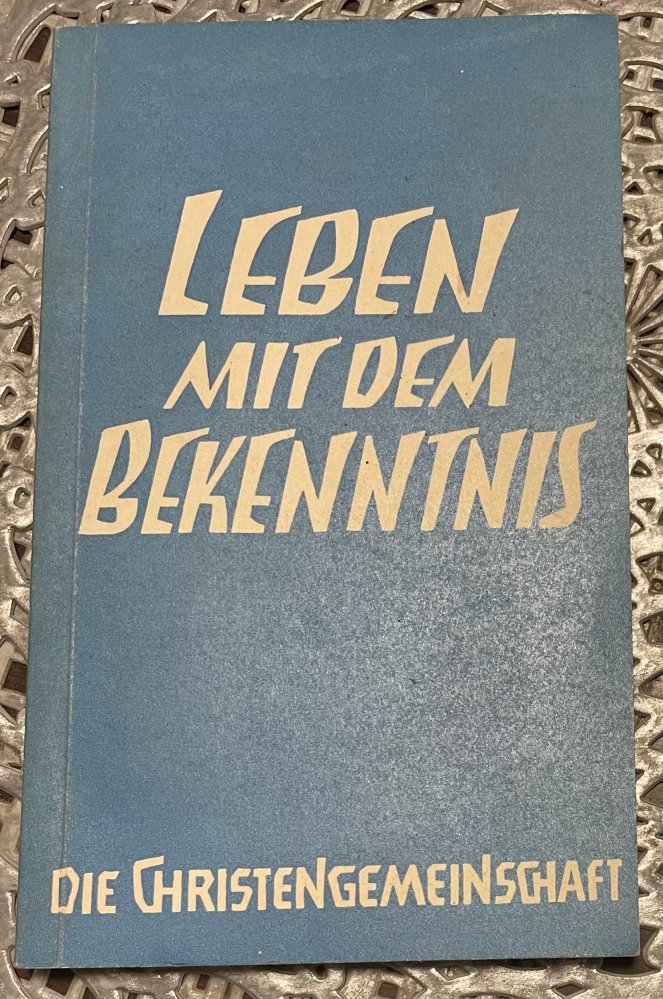 LEBEN
MIT DEM
BEKENNTNIS
DIE CHRISTENGEMEINSCHAFT